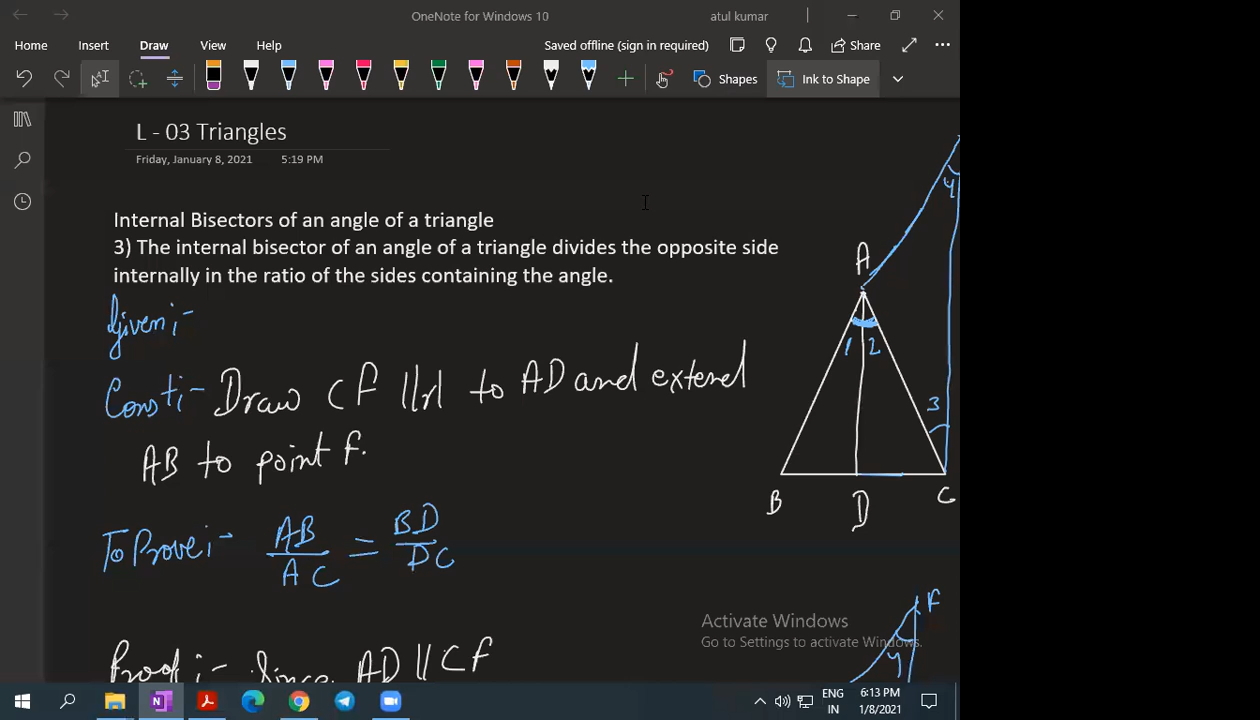 OneNote for Windows 10
atul kumar
Home Insert Draw View Help
Saved offline (sign in required)
Share
Shapes
Ink to Shape
L - 03 Triangles
Friday, January 8, 2021 5:19 PM
Internal Bisectors of an angle of a triangle
3) The internal bisector of an angle of a triangle divides the opposite side
internally in the ratio of the sides containing the angle.
Given:-
Const:- Draw CF ||rl to AD and extend
AB to point F.
To Prove:- AB/AC = BD/DC
Proof:- Since AD || CF
4
A
1 2
3
B D C
F
4
Activate Windows
Go to Settings to activate Windows.
ENG
IN
6:13 PM
1/8/2021